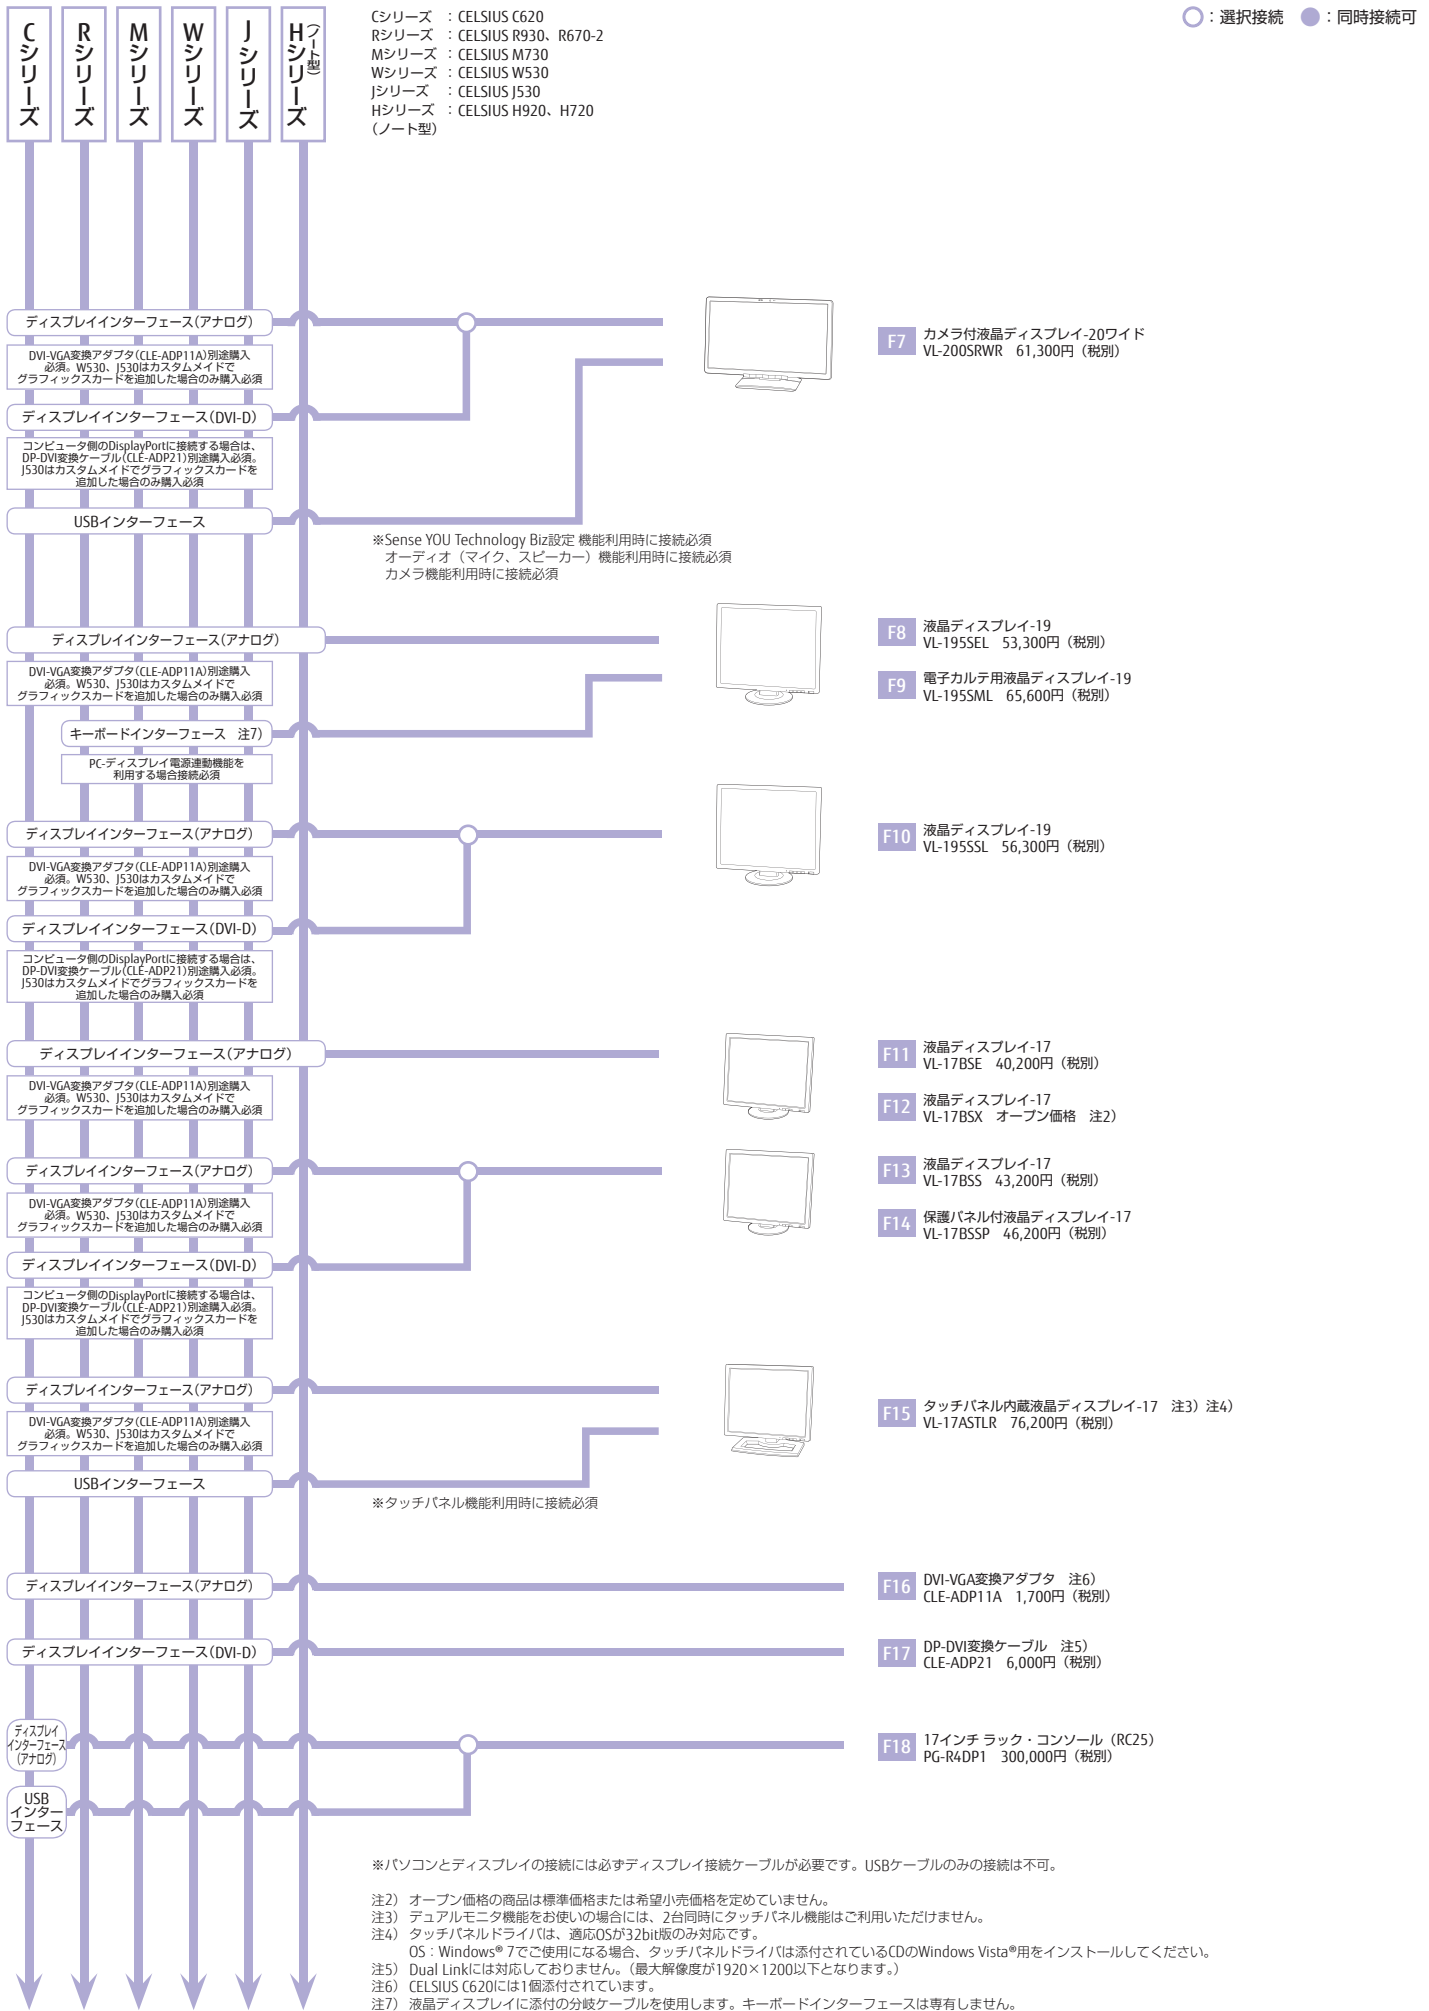 Cシリーズ
Rシリーズ
Mシリーズ
Wシリーズ
Jシリーズ
Hシリーズ
（ノート型）
Cシリーズ ：CELSIUS C620
Rシリーズ ：CELSIUS R930、R670-2
Mシリーズ ：CELSIUS M730
Wシリーズ ：CELSIUS W530
Jシリーズ ：CELSIUS J530
Hシリーズ ：CELSIUS H920、H720
（ノート型）
：選択接続 ：同時接続可
ディスプレイインターフェース（アナログ）
DVI-VGA変換アダプタ（CLE-ADP11A）別途購入
必須。W530、J530はカスタムメイドで
グラフィックスカードを追加した場合のみ購入必須
ディスプレイインターフェース（DVI-D）
コンピュータ側のDisplayPortに接続する場合は、
DP-DVI変換ケーブル（CLE-ADP21）別途購入必須。
J530はカスタムメイドでグラフィックスカードを
追加した場合のみ購入必須
USBインターフェース
F7 カメラ付液晶ディスプレイ-20ワイド
VL-200SRWR 61,300円（税別）
※Sense YOU Technology Biz設定 機能利用時に接続必須
オーディオ（マイク、スピーカー）機能利用時に接続必須
カメラ機能利用時に接続必須
ディスプレイインターフェース（アナログ）
DVI-VGA変換アダプタ（CLE-ADP11A）別途購入
必須。W530、J530はカスタムメイドで
グラフィックスカードを追加した場合のみ購入必須
キーボードインターフェース 注7）
PC-ディスプレイ電源連動機能を
利用する場合接続必須
F8 液晶ディスプレイ-19
VL-195SEL 53,300円（税別）
F9 電子カルテ用液晶ディスプレイ-19
VL-195SML 65,600円（税別）
ディスプレイインターフェース（アナログ）
DVI-VGA変換アダプタ（CLE-ADP11A）別途購入
必須。W530、J530はカスタムメイドで
グラフィックスカードを追加した場合のみ購入必須
ディスプレイインターフェース（DVI-D）
コンピュータ側のDisplayPortに接続する場合は、
DP-DVI変換ケーブル（CLE-ADP21）別途購入必須。
J530はカスタムメイドでグラフィックスカードを
追加した場合のみ購入必須
F10 液晶ディスプレイ-19
VL-195SSL 56,300円（税別）
ディスプレイインターフェース（アナログ）
DVI-VGA変換アダプタ（CLE-ADP11A）別途購入
必須。W530、J530はカスタムメイドで
グラフィックスカードを追加した場合のみ購入必須
F11 液晶ディスプレイ-17
VL-17BSE 40,200円（税別）
F12 液晶ディスプレイ-17
VL-17BSX オープン価格 注2）
ディスプレイインターフェース（アナログ）
DVI-VGA変換アダプタ（CLE-ADP11A）別途購入
必須。W530、J530はカスタムメイドで
グラフィックスカードを追加した場合のみ購入必須
ディスプレイインターフェース（DVI-D）
コンピュータ側のDisplayPortに接続する場合は、
DP-DVI変換ケーブル（CLE-ADP21）別途購入必須。
J530はカスタムメイドでグラフィックスカードを
追加した場合のみ購入必須
F13 液晶ディスプレイ-17
VL-17BSS 43,200円（税別）
F14 保護パネル付液晶ディスプレイ-17
VL-17BSSP 46,200円（税別）
ディスプレイインターフェース（アナログ）
DVI-VGA変換アダプタ（CLE-ADP11A）別途購入
必須。W530、J530はカスタムメイドで
グラフィックスカードを追加した場合のみ購入必須
USBインターフェース
F15 タッチパネル内蔵液晶ディスプレイ-17 注3）注4）
VL-17ASTLR 76,200円（税別）
※タッチパネル機能利用時に接続必須
ディスプレイインターフェース（アナログ）
F16 DVI-VGA変換アダプタ 注6）
CLE-ADP11A 1,700円（税別）
ディスプレイインターフェース（DVI-D）
F17 DP-DVI変換ケーブル 注5）
CLE-ADP21 6,000円（税別）
ディスプレイ
インターフェース
（アナログ）
F18 17インチ ラック・コンソール（RC25）
PG-R4DP1 300,000円（税別）
USB
インター
フェース
※パソコンとディスプレイの接続には必ずディスプレイ接続ケーブルが必要です。USBケーブルのみの接続は不可。
注2） オープン価格の商品は標準価格または希望小売価格を定めていません。
注3） デュアルモニタ機能をお使いの場合には、2台同時にタッチパネル機能はご利用いただけません。
注4） タッチパネルドライバは、適応OSが32bit版のみ対応です。
OS：Windows® 7でご使用になる場合、タッチパネルドライバは添付されているCDのWindows Vista®用をインストールしてください。
注5） Dual Linkには対応しておりません。（最大解像度が1920×1200以下となります。）
注6） CELSIUS C620には1個添付されています。
注7） 液晶ディスプレイに添付の分岐ケーブルを使用します。キーボードインターフェースは専有しません。